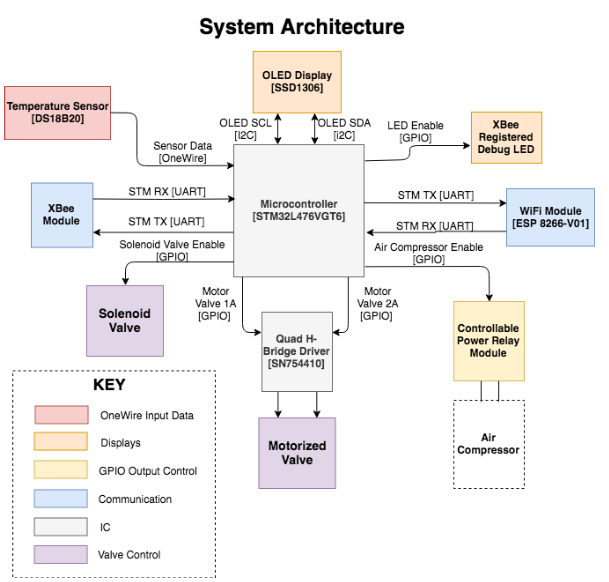 System Architecture
OLED Display
[SSD1306]
Temperature Sensor
[DS18B20]
OLED SCL
[I2C]
OLED SDA
[i2C]
LED Enable
[GPIO]
XBee
Registered
Debug LED
Sensor Data
[OneWire]
XBee
Module
STM RX [UART]
STM TX [UART]
Microcontroller
[STM32L476VGT6]
STM TX [UART]
STM RX [UART]
WiFi Module
[ESP 8266-V01]
Solenoid Valve Enable
[GPIO]
Air Compressor Enable
[GPIO]
Solenoid
Valve
Motor
Valve 1A
[GPIO]
Motor
Valve 2A
[GPIO]
Quad H-
Bridge Driver
[SN754410]
Controllable
Power Relay
Module
Motorized
Valve
Air
Compressor
KEY
OneWire Input Data
Displays
GPIO Output Control
Communication
IC
Valve Control